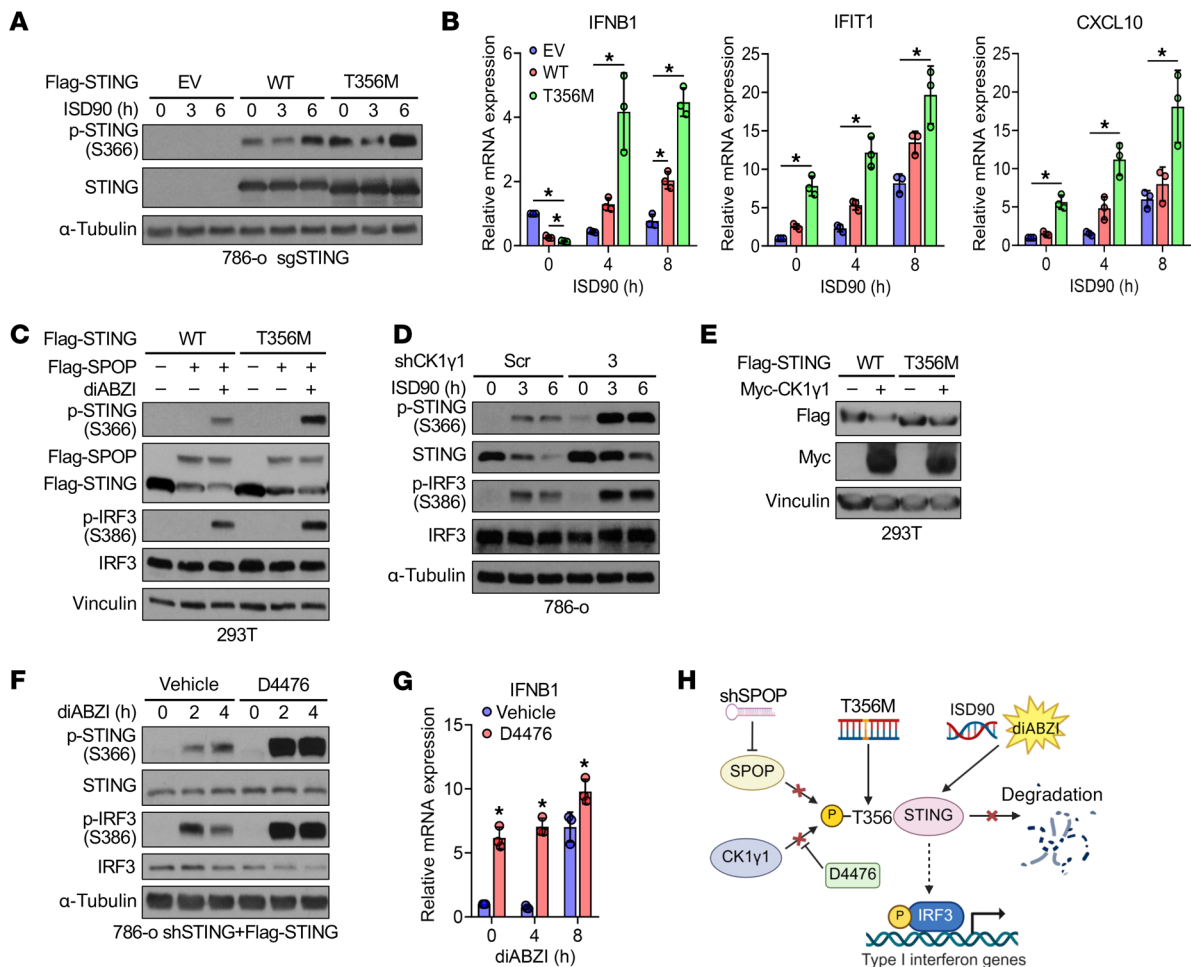 A
Flag-STING EV WT T356M
ISD90 (h) 0 3 6 0 3 6 0 3 6
p-STING
(S366)
STING
α-Tubulin
786-o sgSTING
B
IFNB1
Relative mRNA expression
6
4
2
0
EV
WT
T356M
* * * * *
0 4 8
ISD90 (h)
IFIT1
Relative mRNA expression
25
20
15
10
5
0
* * *
0 4 8
ISD90 (h)
CXCL10
Relative mRNA expression
25
20
15
10
5
0
* * *
0 4 8
ISD90 (h)
C
Flag-STING WT T356M
Flag-SPOP – + + – + +
diABZI + +
p-STING
(S366)
Flag-SPOP
Flag-STING
p-IRF3
(S386)
IRF3
Vinculin
293T
D
shCK1γ1 Scr 3
ISD90 (h) 0 3 6 0 3 6
p-STING
(S366)
STING
p-IRF3
(S386)
IRF3
α-Tubulin
786-o
E
Flag-STING WT T356M
Myc-CK1γ1 – + – +
Flag
Myc
Vinculin
293T
F
Vehicle D4476
diABZI (h) 0 2 4 0 2 4
p-STING
(S366)
STING
p-IRF3
(S386)
IRF3
α-Tubulin
786-o shSTING+Flag-STING
G
IFNB1
Vehicle
D4476
Relative mRNA expression
15
10
5
0
* * *
0 4 8
diABZI (h)
H
shSPOP
T356M
ISD90
diABZI
SPOP
P
T356
STING
Degradation
CK1γ1
D4476
P
IRF3
Type I interferon genes